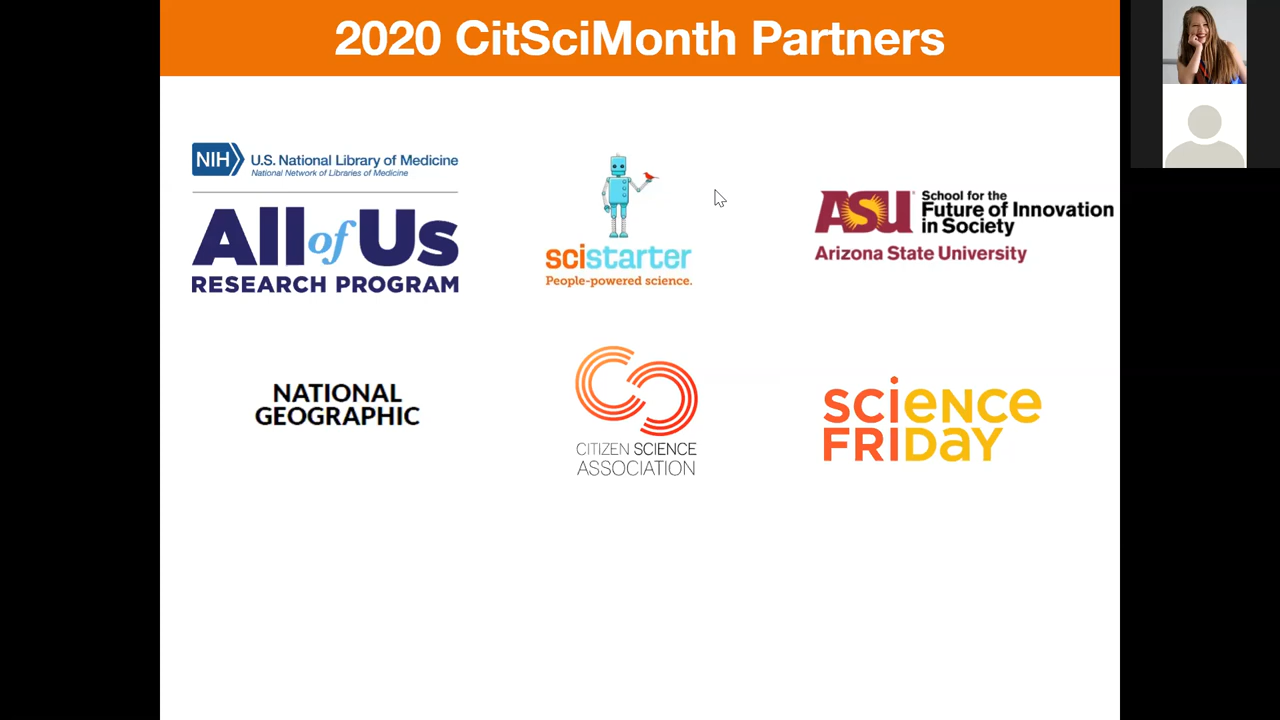 2020 CitSciMonth Partners
NIH
U.S. National Library of Medicine
National Network of Libraries of Medicine
All of Us
RESEARCH PROGRAM
scistarter
People-powered science.
ASU
School for the
Future of Innovation
in Society
Arizona State University
NATIONAL
GEOGRAPHIC
CITIZEN SCIENCE
ASSOCIATION
SCIENCE
FRIDAY